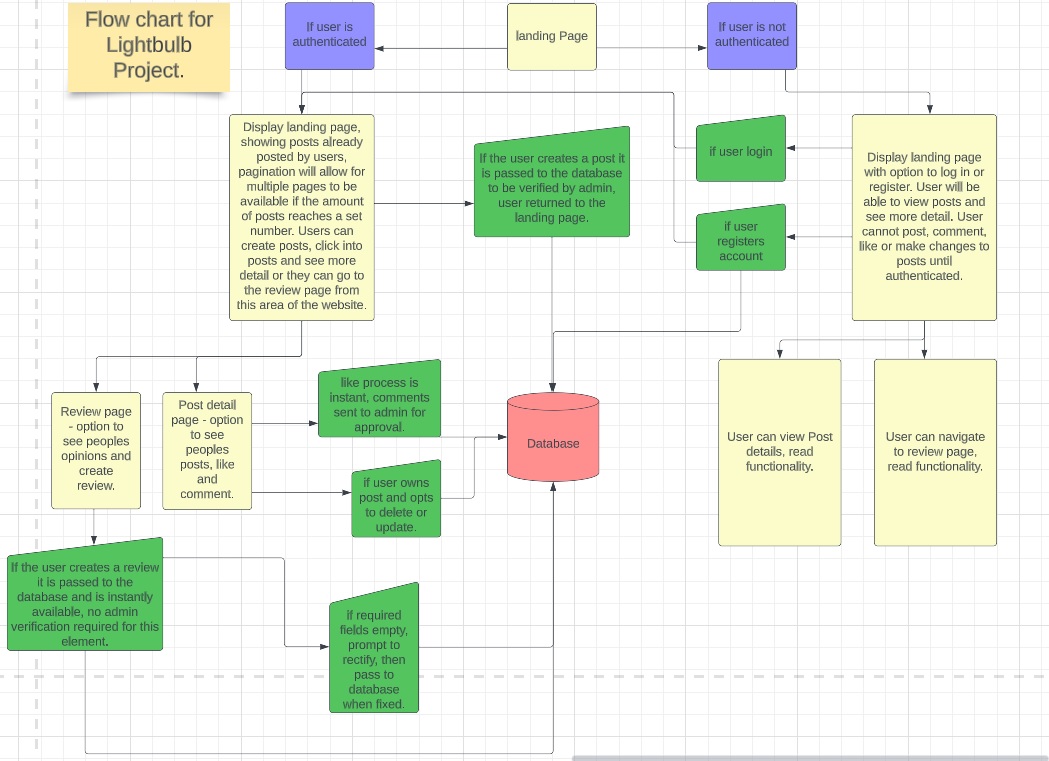 Flow chart for
Lightbulb
Project.
If user is
authenticated
landing Page
If user is not
authenticated
Display landing page,
showing posts already
posted by users,
pagination will allow for
multiple pages to be
available if the amount
of posts reaches a set
number. Users can
create posts, click into
posts and see more
detail or they can go to
the review page from
this area of the website.
If the user creates a post it
is passed to the database
to be verified by admin,
user returned to the
landing page.
if user login
if user
registers
account
Display landing page
with option to log in or
register. User will be
able to view posts and
see more detail. User
cannot post, comment,
like or make changes to
posts until
authenticated.
Review page
- option to
see peoples
opinions and
create
review.
Post detail
page - option
to see
peoples
posts, like
and
comment.
like process is
instant, comments
sent to admin for
approval.
if user owns
post and opts
to delete or
update.
Database
User can view Post
details, read
functionality.
User can navigate
to review page,
read functionality.
If the user creates a review
it is passed to the
database and is instantly
available, no admin
verification required for this
element.
if required
fields empty,
prompt to
rectify, then
pass to
database
when fixed.